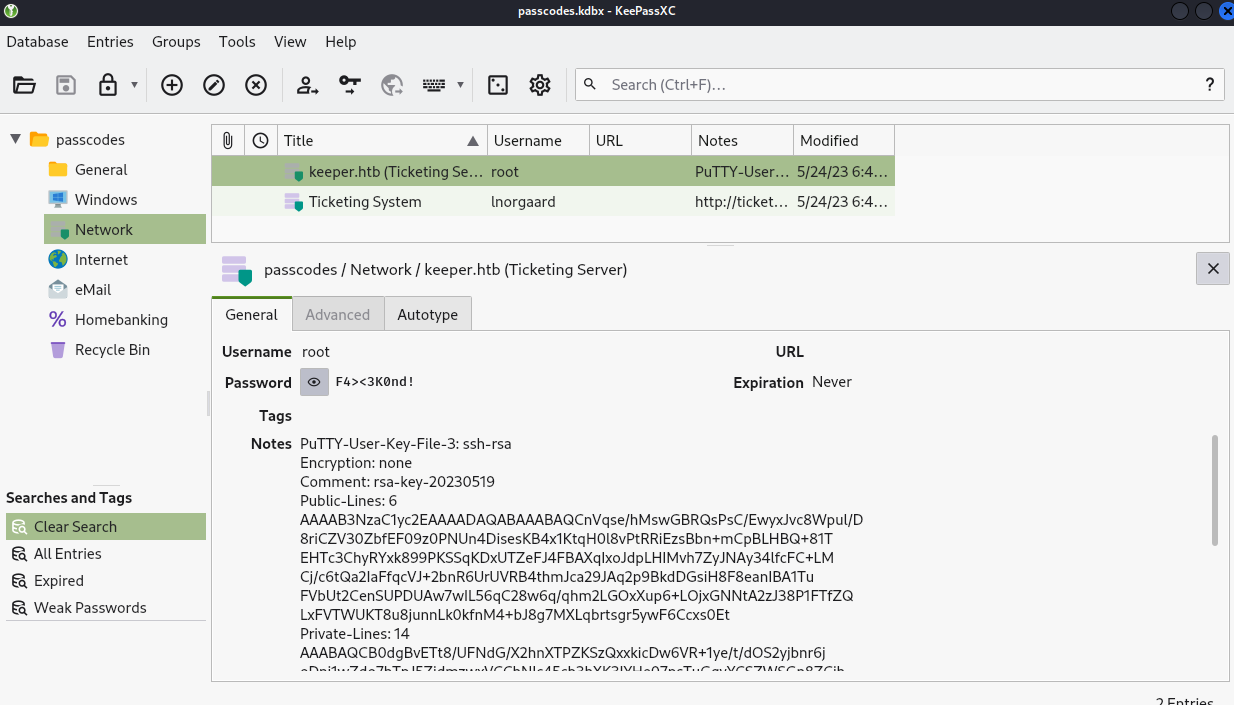 passcodes.kdbx - KeePassXC
Database Entries Groups Tools View Help
Search (Ctrl+F)... ?
passcodes
General
Windows
Network
Internet
eMail
Homebanking
Recycle Bin
Searches and Tags
Clear Search
All Entries
Expired
Weak Passwords
Title Username URL Notes Modified
keeper.htb (Ticketing Se... root PuTTY-User... 5/24/23 6:4...
Ticketing System lnorgaard http://ticket... 5/24/23 6:4...
passcodes / Network / keeper.htb (Ticketing Server)
General Advanced Autotype
Username root URL
Password F4><3K0nd! Expiration Never
Tags
Notes PuTTY-User-Key-File-3: ssh-rsa
Encryption: none
Comment: rsa-key-20230519
Public-Lines: 6
AAAAB3NzaC1yc2EAAAADAQABAAABAQCnVqse/hMswGBRQsPsC/EwyxJvc8Wpul/D
8riCZV30ZbfEF09z0PNUn4DisesKB4x1KtqH0l8vPtRRiEzsBbn+mCpBLHBQ+81T
EHTc3ChyRYxk899PKSSqKDxUTZeFJ4FBAXqIxoJdpLHIMvh7ZyJNAy34lfcFC+LM
Cj/c6tQa2IaFfqcVJ+2bnR6UrUVRB4thmJca29JAq2p9BkdDGsiH8F8eanIBA1Tu
FVbUt2CenSUPDUAw7wIL56qC28w6q/qhm2LGOxXup6+LOjxGNNtA2zJ38P1FTfZQ
LxFVTWUKT8u8junnLk0kfnM4+bJ8g7MXLqbrtsgr5ywF6Ccxs0Et
Private-Lines: 14
AAABAQCB0dgBvETt8/UFNdG/X2hnXTPZKSzQxxkicDw6VR+1ye/t/dOS2yjbnr6j
2 Entries